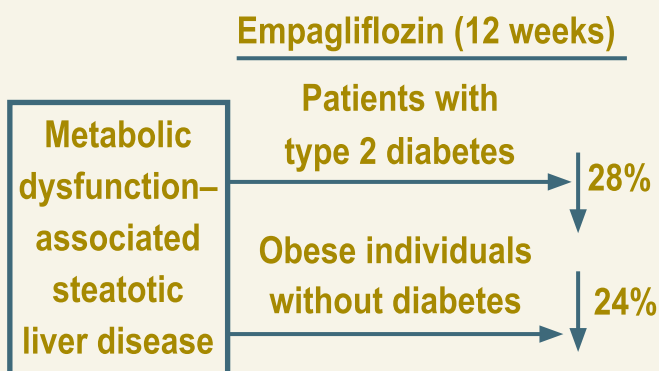 Empagliflozin (12 weeks)
Patients with
type 2 diabetes
28%
Metabolic
dysfunction–
associated
steatotic
liver disease
Obese individuals
without diabetes
24%